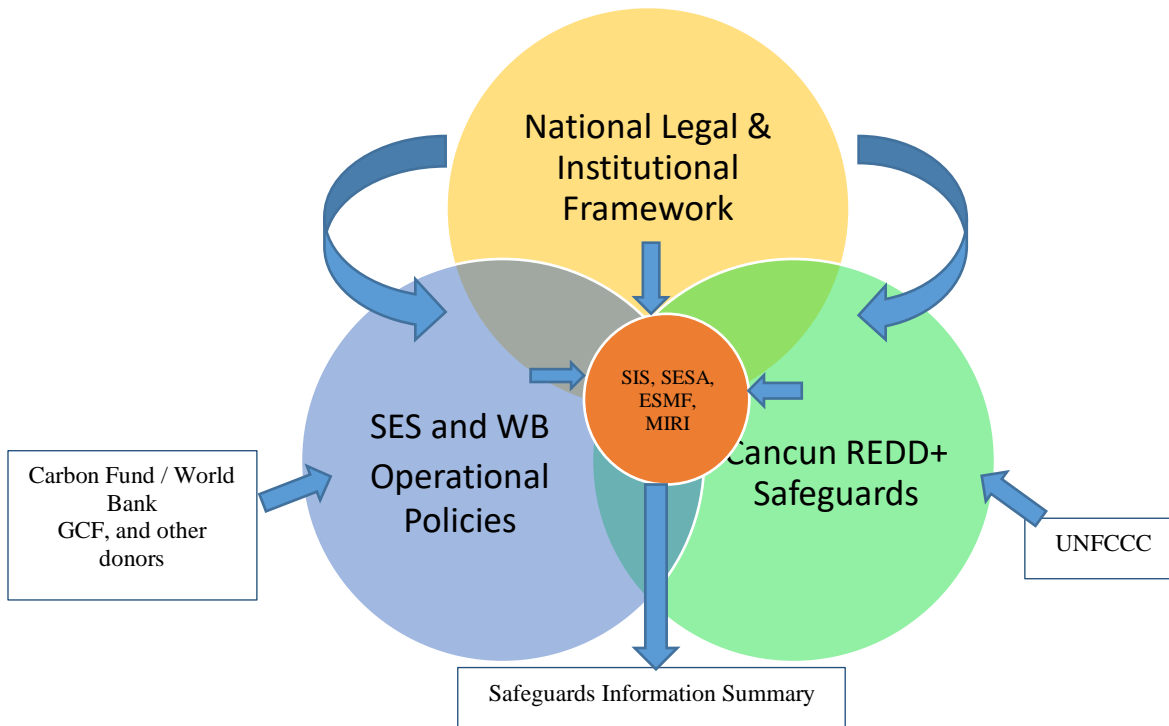 National Legal &
Institutional
Framework
SIS, SESA,
ESMF,
MIRI
SES and WB
Operational
Policies
Cancun REDD+
Safeguards
Carbon Fund / World
Bank
GCF, and other
donors
UNFCCC
Safeguards Information Summary